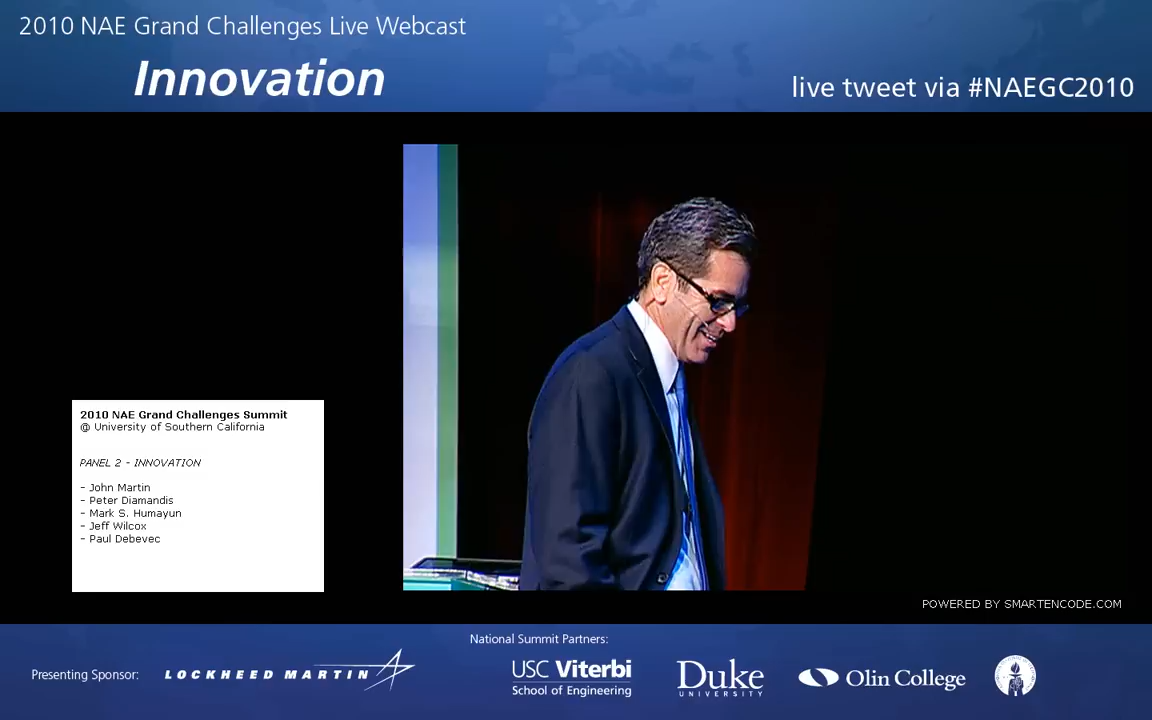 2010 NAE Grand Challenges Live Webcast
Innovation
live tweet via #NAEGC2010
2010 NAE Grand Challenges Summit
@ University of Southern California
PANEL 2 - INNOVATION
- John Martin
- Peter Diamandis
- Mark S. Humayun
- Jeff Wilcox
- Paul Debevec
POWERED BY SMARTENCODE.COM
National Summit Partners:
Presenting Sponsor:
LOCKHEED MARTIN
USC Viterbi
School of Engineering
Duke
UNIVERSITY
Olin College